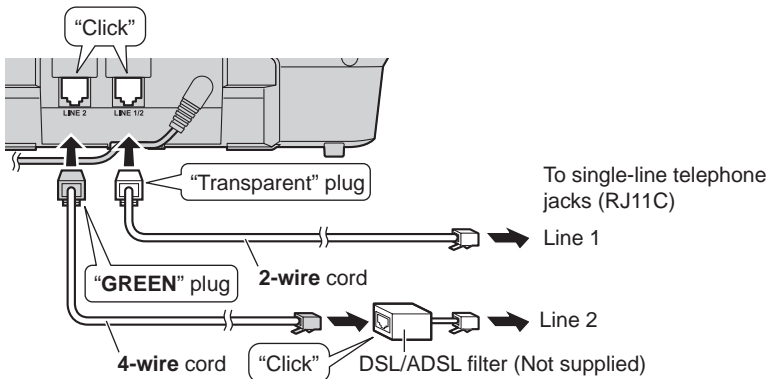 “Click”
LINE 2
LINE 1/2
“Transparent” plug
To single-line telephone
jacks (RJ11C)
Line 1
2-wire cord
“GREEN” plug
Line 2
4-wire cord
“Click”
DSL/ADSL filter (Not supplied)